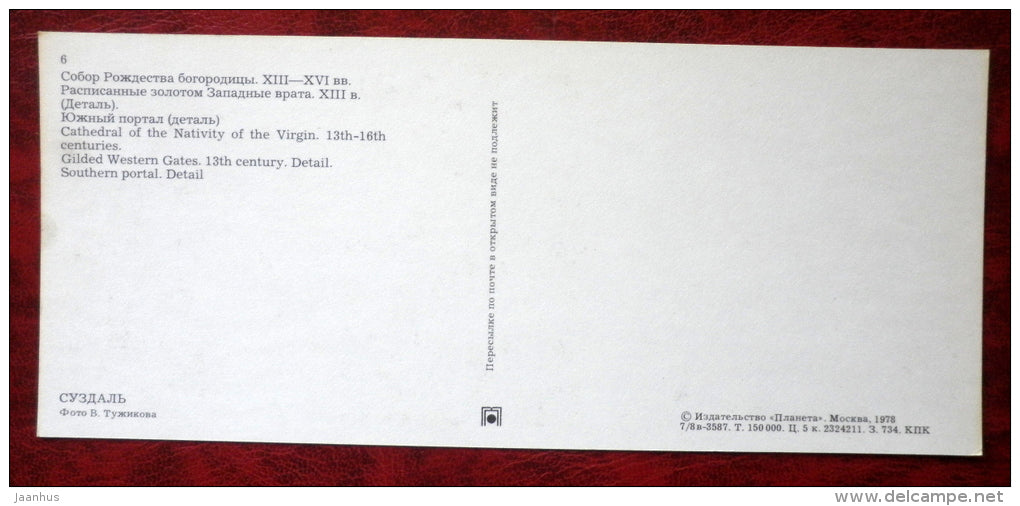 6
Собор Рождества богородицы. XIII—XVI вв.
Расписанные золотом Западные врата. XIII в.
(Деталь).
Южный портал (деталь)
Cathedral of the Nativity of the Virgin. 13th-16th
centuries.
Gilded Western Gates. 13th century. Detail.
Southern portal. Detail
СУЗДАЛЬ
Фото В. Тужикова
Пересылке по почте в открытом виде не подлежит
© Издательство «Планета». Москва, 1978
7/8 в-3587. Т. 150 000. Ц. 5 к. 2324211. З. 734. КПК
jaanhus
www.delcampe.net